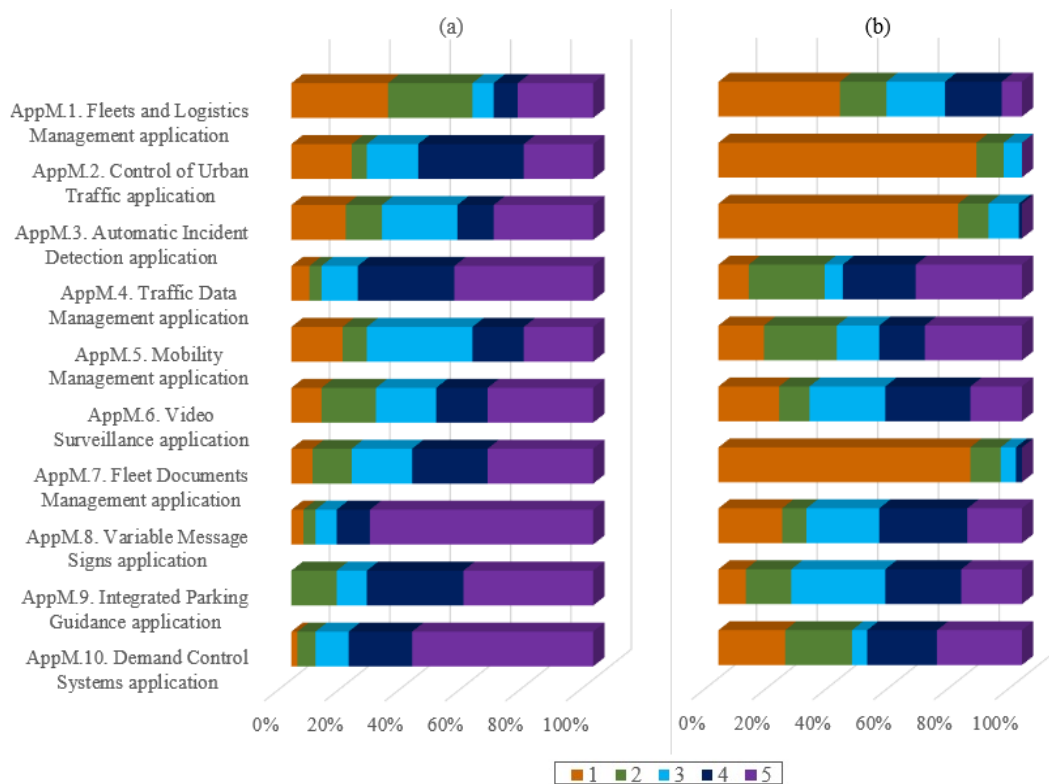 (a)
(b)
AppM.1. Fleets and Logistics
Management application
AppM.2. Control of Urban
Traffic application
AppM.3. Automatic Incident
Detection application
AppM.4. Traffic Data
Management application
AppM.5. Mobility
Management application
AppM.6. Video
Surveillance application
AppM.7. Fleet Documents
Management application
AppM.8. Variable Message
Signs application
AppM.9. Integrated Parking
Guidance application
AppM.10. Demand Control
Systems application
0% 20% 40% 60% 80% 100%
0% 20% 40% 60% 80% 100%
1 2 3 4 5